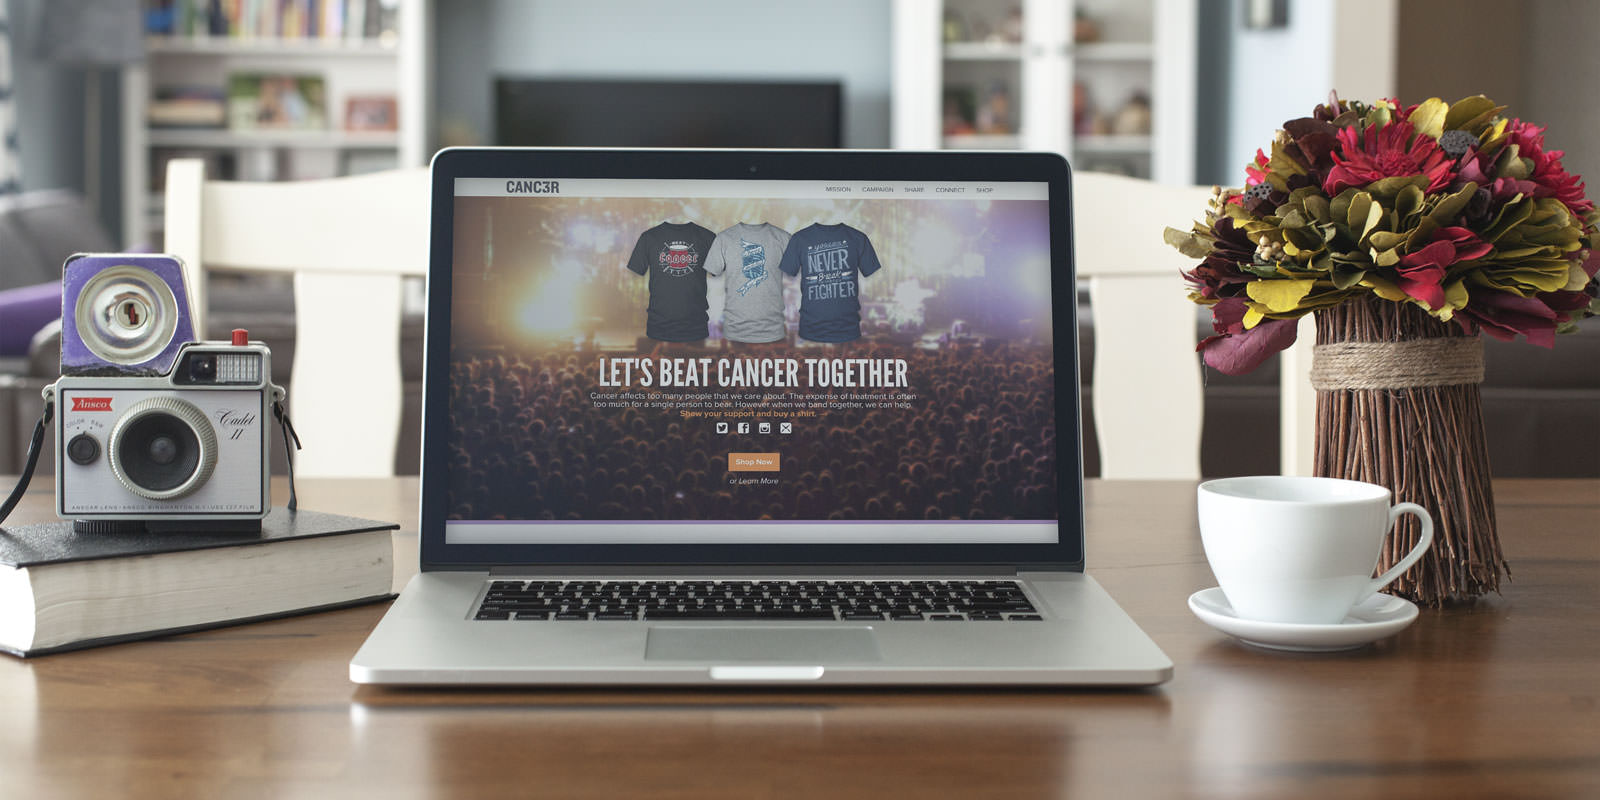 CANC3R
MISSION CAMPAIGN SHARE CONNECT SHOP
BEAT
Cancer
NEVER
Break
FIGHTER
LET'S BEAT CANCER TOGETHER
Cancer affects too many people that we care about. The expense of treatment is often
too much for a single person to bear. However when we band together, we can help.
Show your support and buy a shirt. →
Shop Now
or Learn More
Ansco
Cadet
II
COLOR B&W
ANSCAR LENS · ANSCO BINGHAMTON N.Y. USE 127 FILM